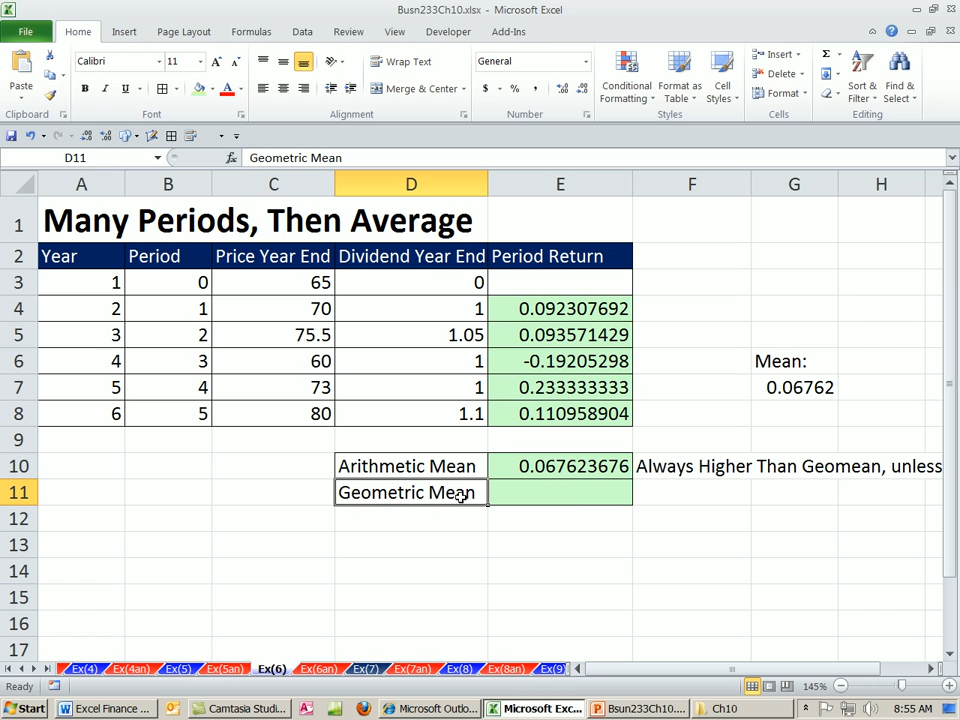 Busn233Ch10.xlsx - Microsoft Excel
File Home Insert Page Layout Formulas Data Review View Developer Add-Ins
Paste
Calibri 11
Wrap Text
General
Insert
Delete
Format
Merge & Center
Conditional Formatting
Format as Table
Cell Styles
Sort & Filter
Find & Select
Clipboard Font Alignment Number Styles Cells Editing
D11 fx Geometric Mean
A B C D E F G H
1 Many Periods, Then Average
2 Year Period Price Year End Dividend Year End Period Return
3 1 0 65 0
4 2 1 70 1 0.092307692
5 3 2 75.5 1.05 0.093571429
6 4 3 60 1 -0.19205298 Mean:
7 5 4 73 1 0.233333333 0.06762
8 6 5 80 1.1 0.110958904
9
10 Arithmetic Mean 0.067623676 Always Higher Than Geomean, unless
11 Geometric Mean
12
13
14
15
16
17
Ex(4) Ex(4an) Ex(5) Ex(5an) Ex(6) Ex(6an) Ex(7) Ex(7an) Ex(8) Ex(8an) Ex(9)
Ready 145%
Start Excel Finance ... Camtasia Studi... Microsoft Outlo... Microsoft Exc... Busn233Ch10.... Ch10 8:55 AM